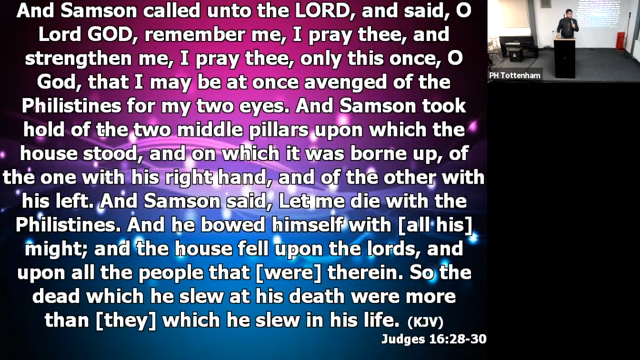 And Samson called unto the LORD, and said, O
Lord GOD, remember me, I pray thee, and
strengthen me, I pray thee, only this once, O
God, that I may be at once avenged of the
Philistines for my two eyes. And Samson took
hold of the two middle pillars upon which the
house stood, and on which it was borne up, of
the one with his right hand, and of the other with
his left. And Samson said, Let me die with the
Philistines. And he bowed himself with [all his]
might; and the house fell upon the lords, and
upon all the people that [were] therein. So the
dead which he slew at his death were more
than [they] which he slew in his life. (KJV)
Judges 16:28-30
PH Tottenham